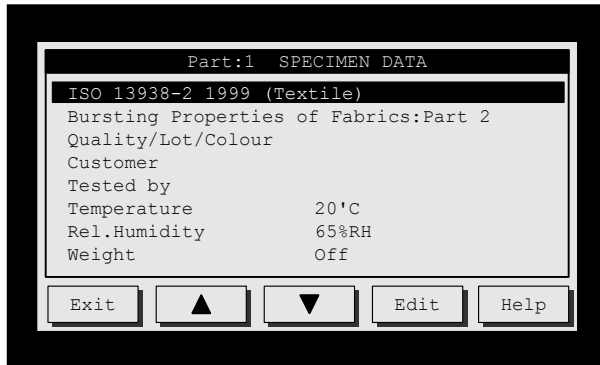 Part:1 SPECIMEN DATA
ISO 13938-2 1999 (Textile)
Bursting Properties of Fabrics:Part 2
Quality/Lot/Colour
Customer
Tested by
Temperature 20'C
Rel.Humidity 65%RH
Weight Off
Exit ▲ ▼ Edit Help